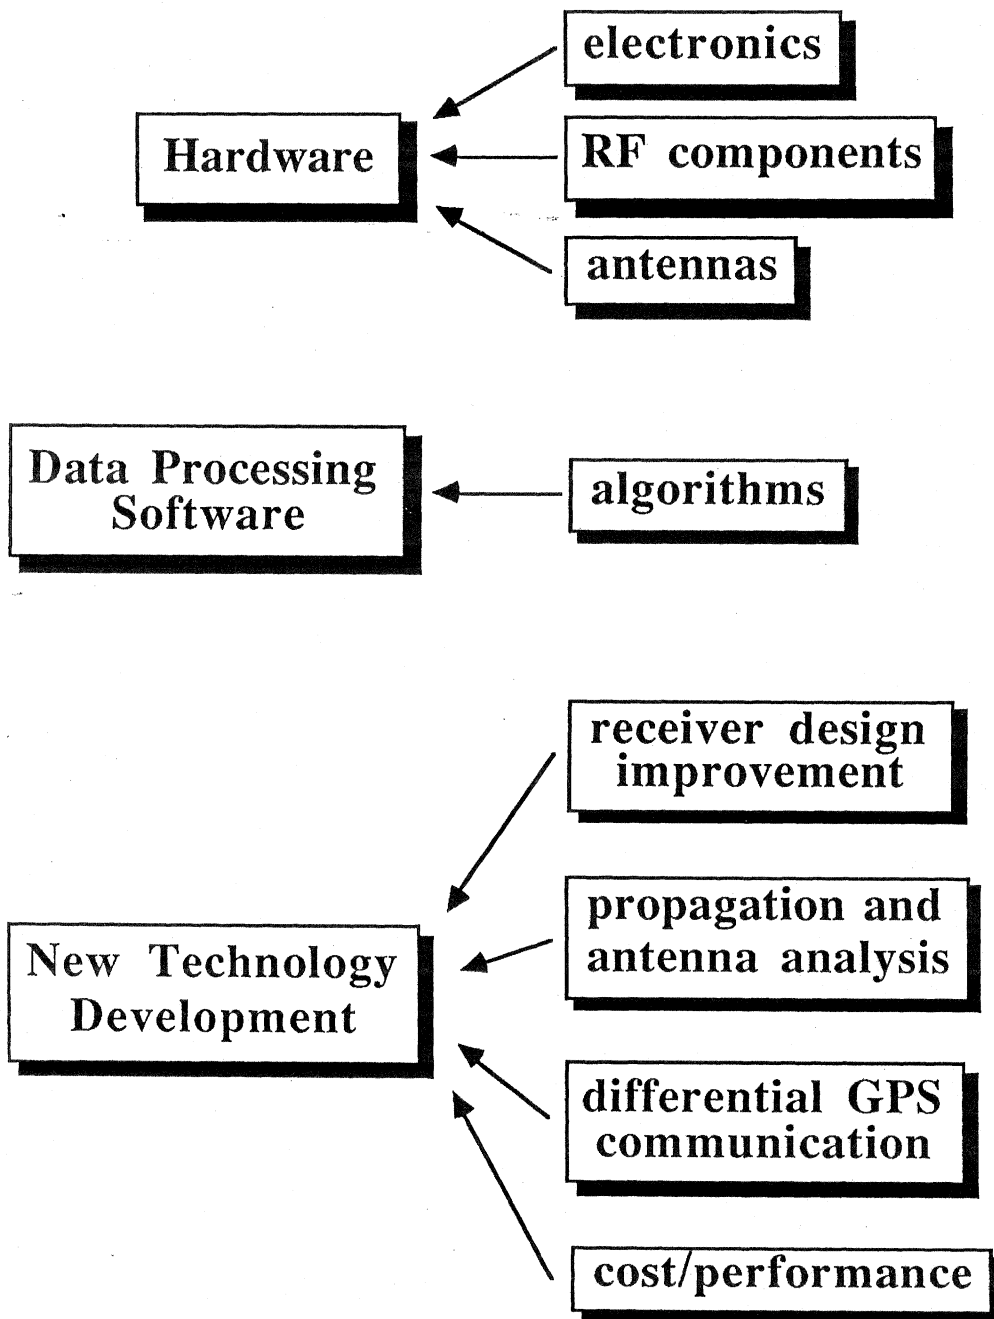 electronics
Hardware
RF components
antennas
Data Processing
Software
algorithms
receiver design
improvement
propagation and
antenna analysis
New Technology
Development
differential GPS
communication
cost/performance